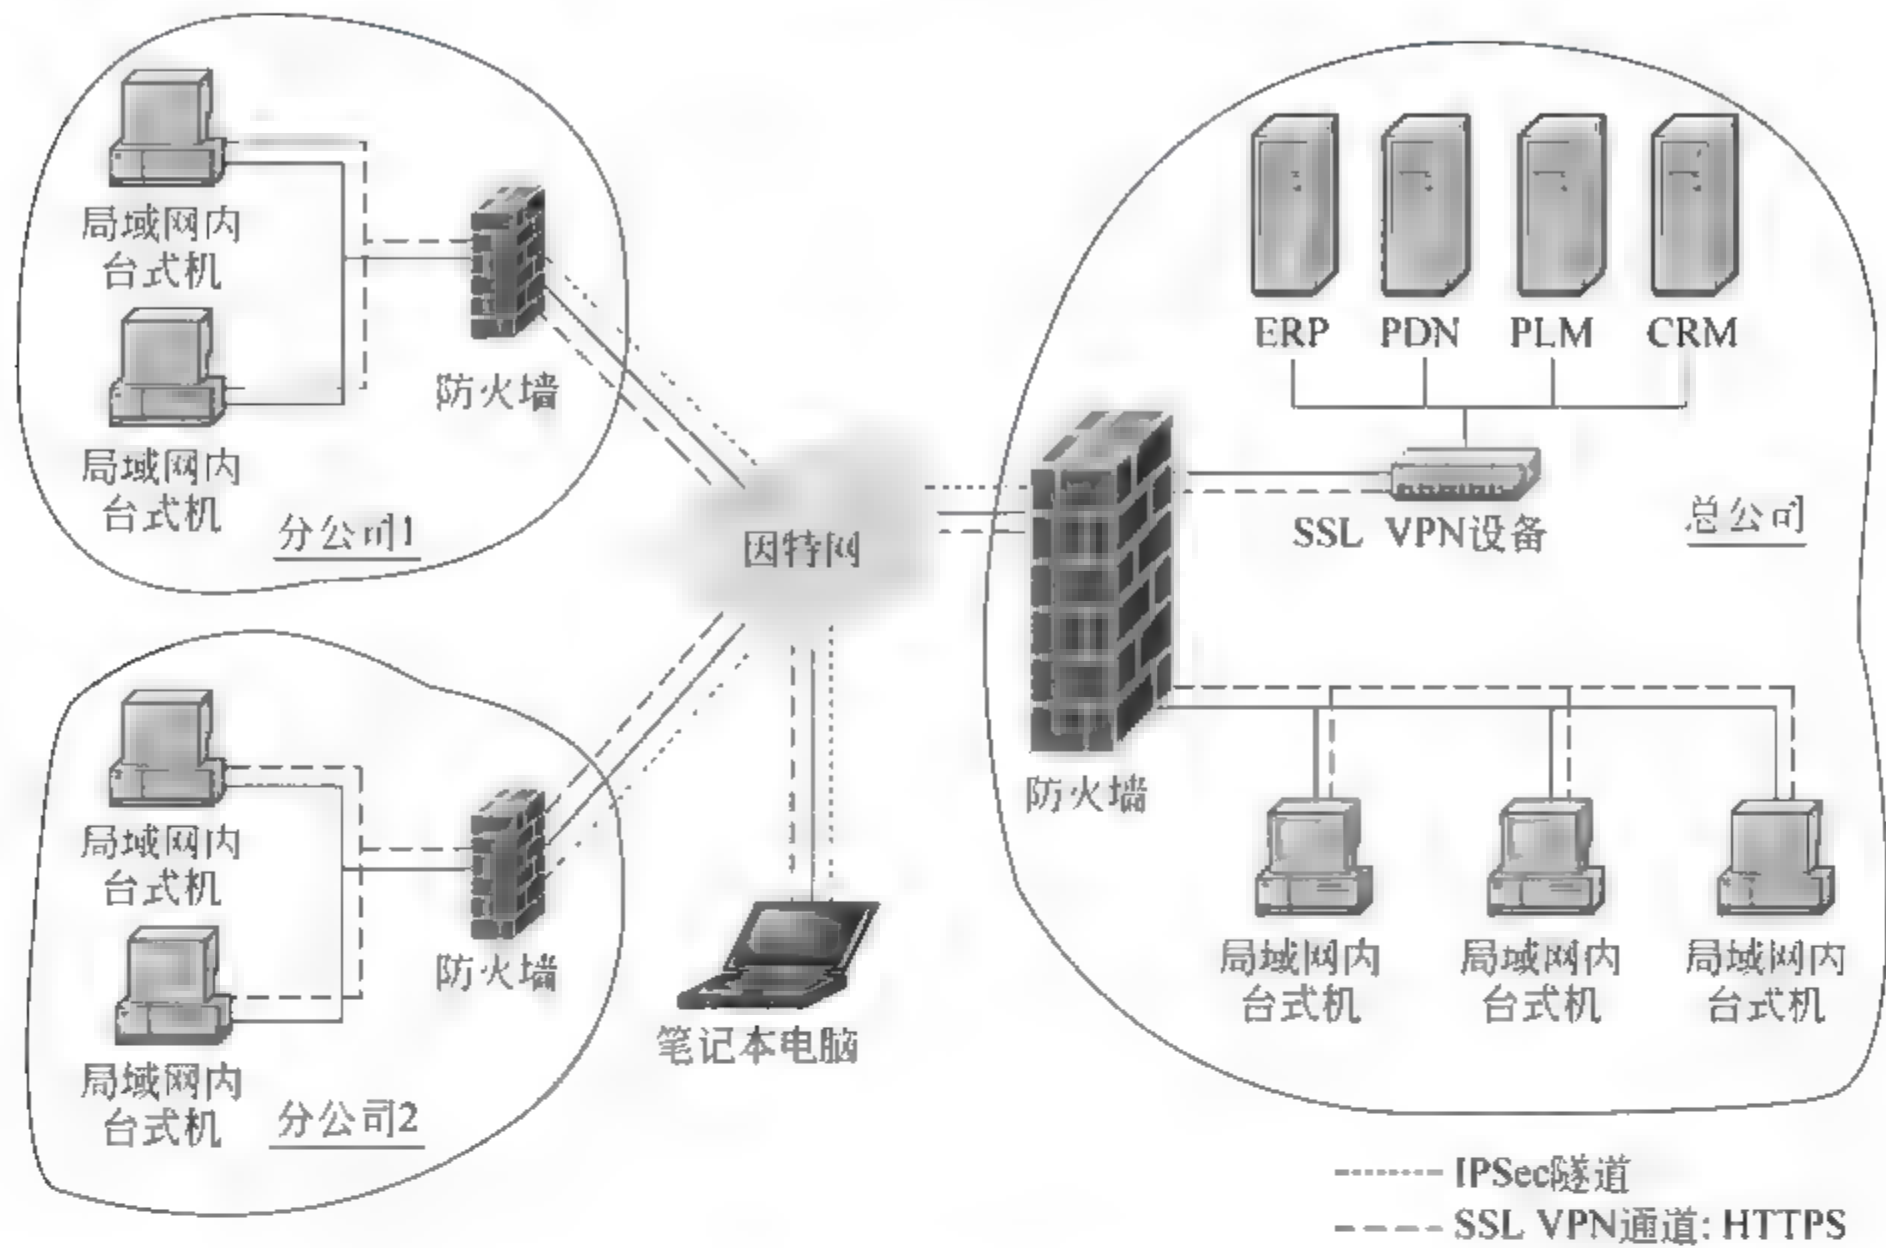 局域网内
台式机
局域网内
台式机
防火墙
分公司1
局域网内
台式机
局域网内
台式机
防火墙
分公司2
因特网
笔记本电脑
ERP PDN PLM CRM
SSL VPN设备
总公司
防火墙
局域网内
台式机
局域网内
台式机
局域网内
台式机
IPSec隧道
SSL VPN通道: HTTPS